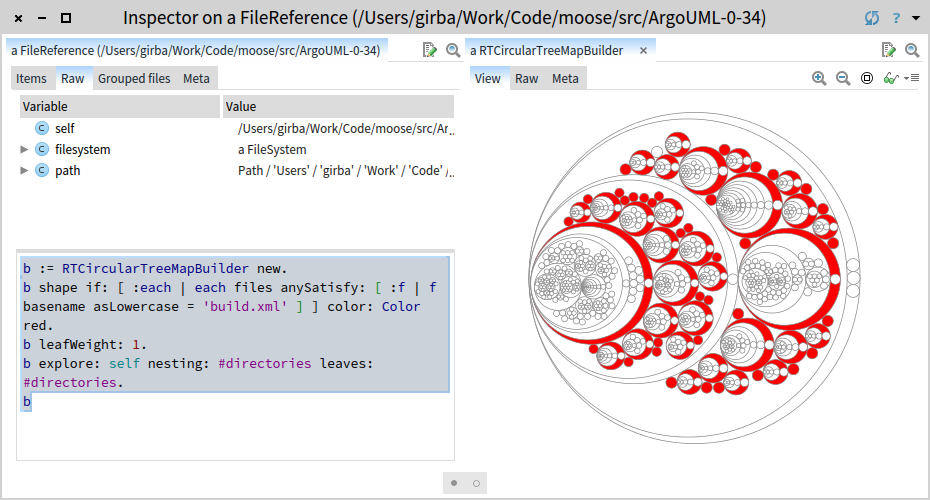 Inspector on a FileReference (/Users/girba/Work/Code/moose/src/ArgoUML-0-34)
?
a FileReference (/Users/girba/Work/Code/moose/src/ArgoUML-0-34)
Items Raw Grouped files Meta
Variable Value
C self /Users/girba/Work/Code/moose/src/Ar...
C filesystem a FileSystem
C path Path / 'Users' / 'girba' / 'Work' / 'Code' /...
b := RTCircularTreeMapBuilder new.
b shape if: [ :each | each files anySatisfy: [ :f | f
basename asLowercase = 'build.xml' ] ] color: Color
red.
b leafWeight: 1.
b explore: self nesting: #directories leaves:
#directories.
b
a RTCircularTreeMapBuilder ×
View Raw Meta